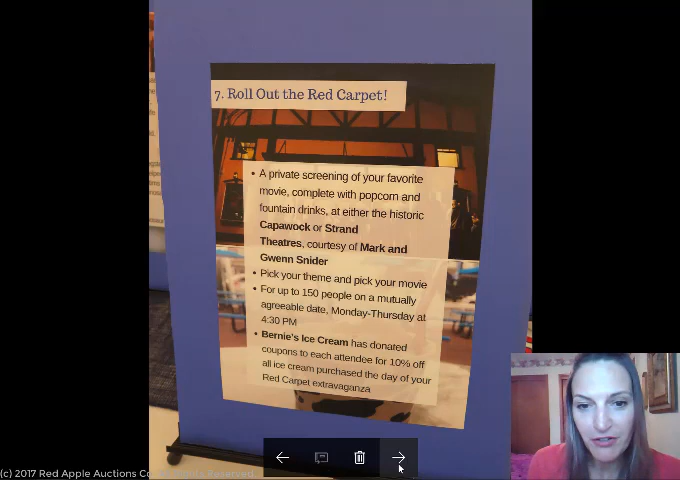 7. Roll Out the Red Carpet!
• A private screening of your favorite
movie, complete with popcorn and
fountain drinks, at either the historic
Capawock or Strand
Theatres, courtesy of Mark and
Gwenn Snider
• Pick your theme and pick your movie
• For up to 150 people on a mutually
agreeable date, Monday-Thursday at
4:30 PM
• Bernie's Ice Cream has donated
coupons to each attendee for 10% off
all ice cream purchased the day of your
Red Carpet extravaganza
(c) 2017 Red Apple Auctions Reserved.